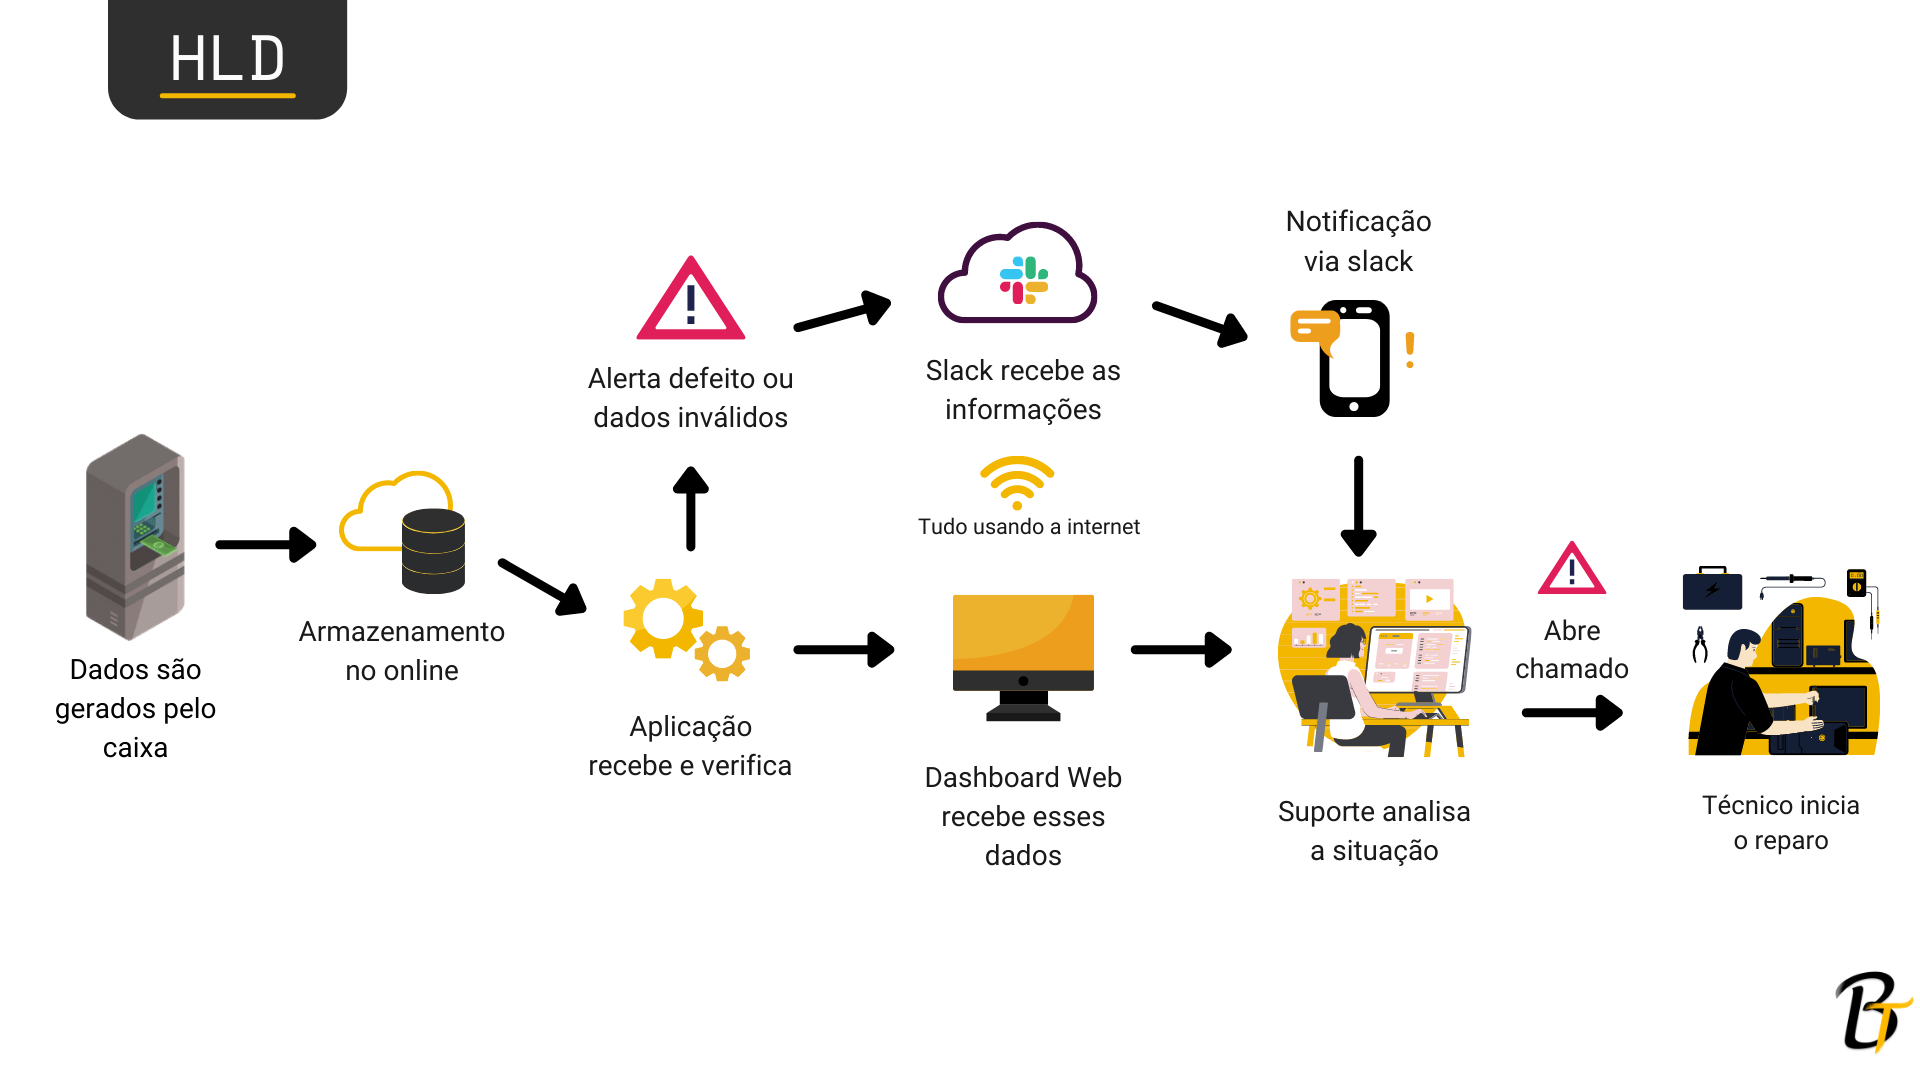 HLD
Dados são
gerados pelo
caixa
Armazenamento
no online
Aplicação
recebe e verifica
Alerta defeito ou
dados inválidos
Slack recebe as
informações
Notificação
via slack
Tudo usando a internet
Dashboard Web
recebe esses
dados
Suporte analisa
a situação
Abre
chamado
Técnico inicia
o reparo
BT